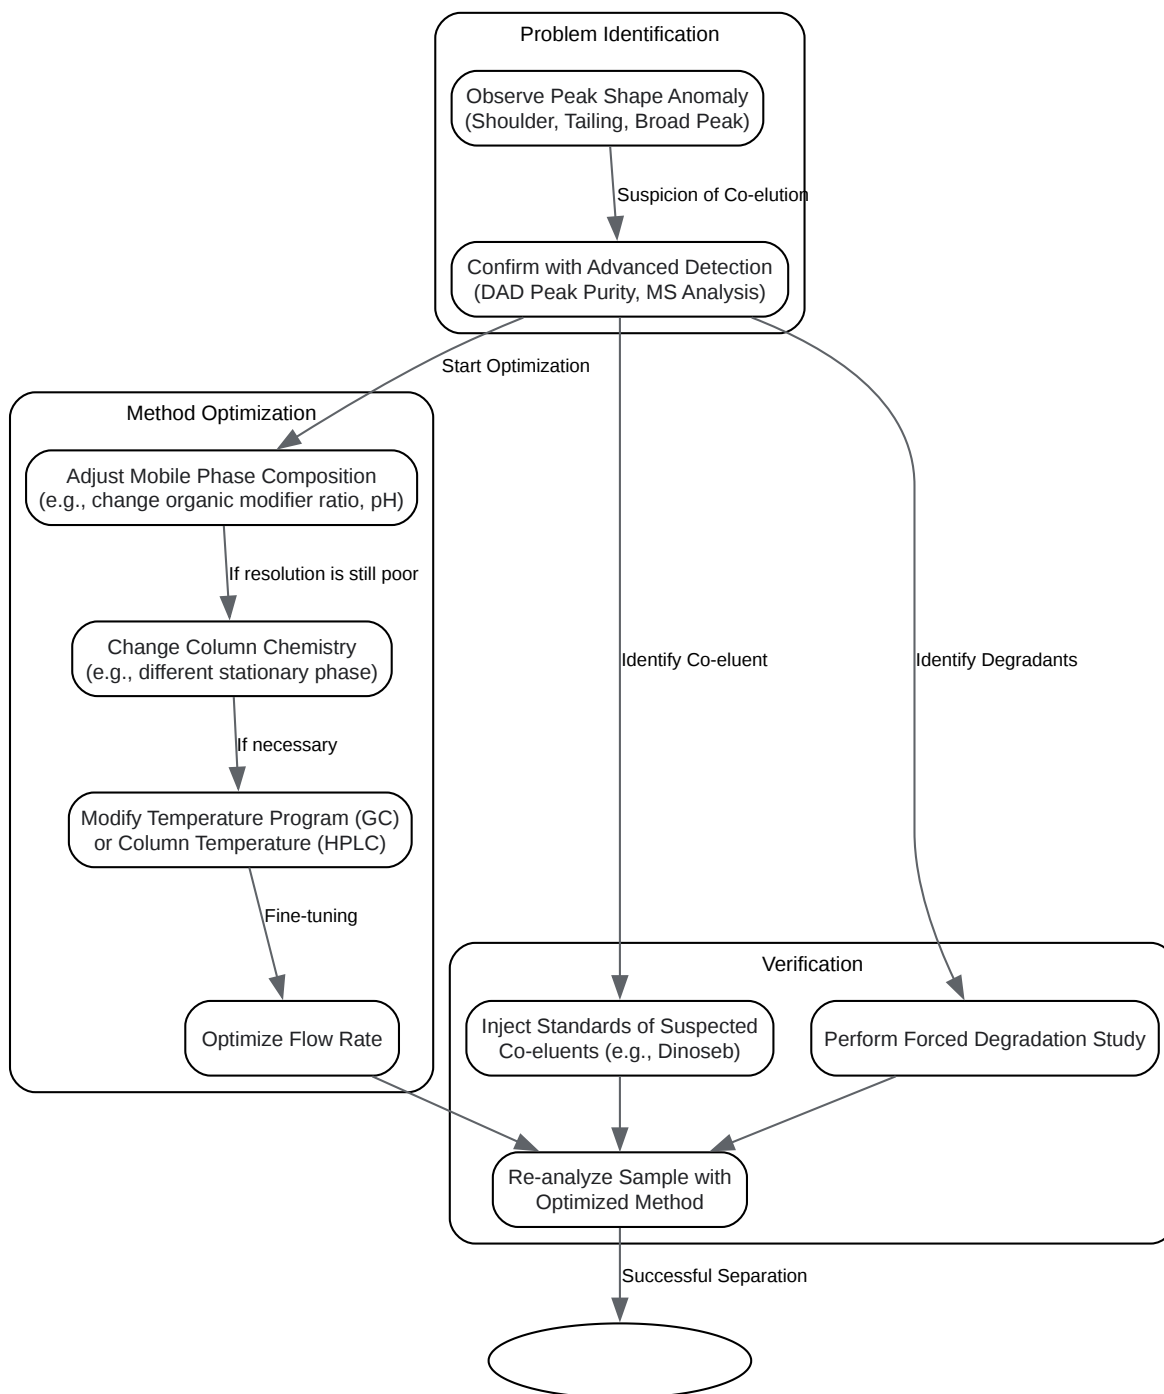 Problem Identification
Observe Peak Shape Anomaly
(Shoulder, Tailing, Broad Peak)
Suspicion of Co-elution
Confirm with Advanced Detection
(DAD Peak Purity, MS Analysis)
Start Optimization
Method Optimization
Adjust Mobile Phase Composition
(e.g., change organic modifier ratio, pH)
If resolution is still poor
Change Column Chemistry
(e.g., different stationary phase)
Identify Co-eluent
Identify Degradants
If necessary
Modify Temperature Program (GC)
or Column Temperature (HPLC)
Fine-tuning
Verification
Optimize Flow Rate
Inject Standards of Suspected
Co-eluents (e.g., Dinoseb)
Perform Forced Degradation Study
Re-analyze Sample with
Optimized Method
Successful Separation